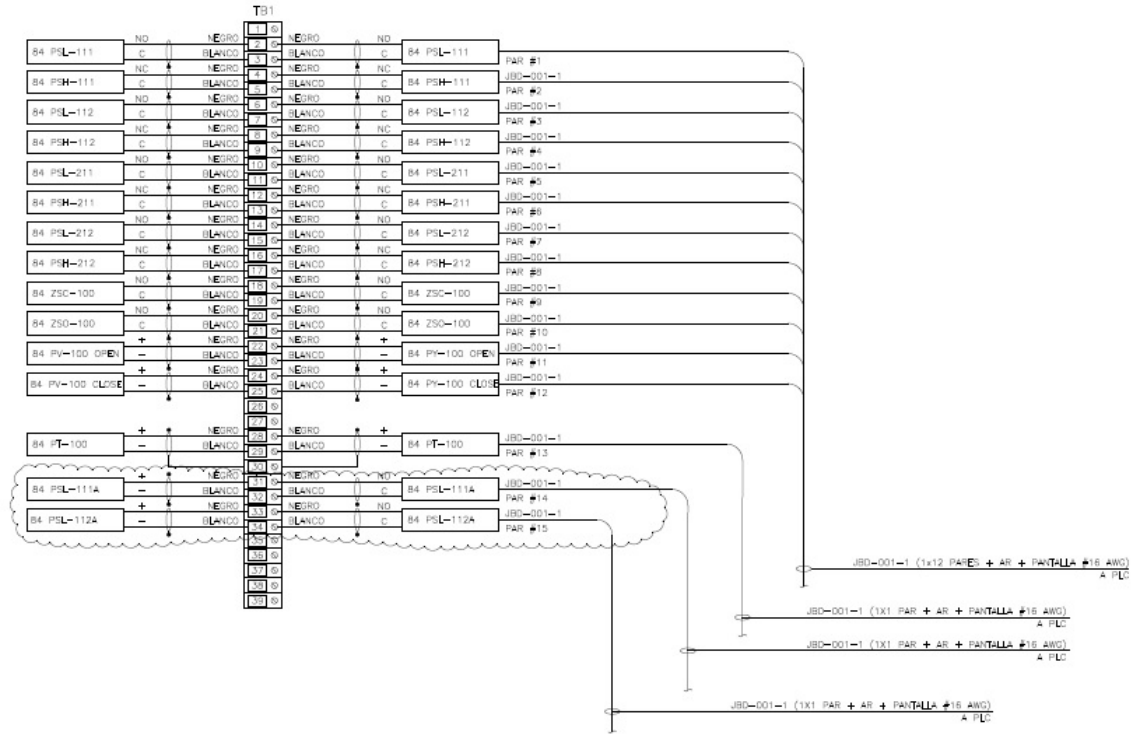 TB1
1
NO NEGRO 2 NEGRO NO
84 PSL-111 84 PSL-111
C BLANCO 3 BLANCO C PAR #1
NC NEGRO 4 NEGRO NC JBD-001-1
84 PSH-111 84 PSH-111
C BLANCO 5 BLANCO C PAR #2
NO NEGRO 6 NEGRO NO JBD-001-1
84 PSL-112 84 PSL-112
C BLANCO 7 BLANCO C PAR #3
NC NEGRO 8 NEGRO NC JBD-001-1
84 PSH-112 84 PSH-112
C BLANCO 9 BLANCO C PAR #4
NO NEGRO 10 NEGRO NO JBD-001-1
84 PSL-211 84 PSL-211
C BLANCO 11 BLANCO C PAR #5
NC NEGRO 12 NEGRO NC JBD-001-1
84 PSH-211 84 PSH-211
C BLANCO 13 BLANCO C PAR #6
NO NEGRO 14 NEGRO NO JBD-001-1
84 PSL-212 84 PSL-212
C BLANCO 15 BLANCO C PAR #7
NC NEGRO 16 NEGRO NC JBD-001-1
84 PSH-212 84 PSH-212
C BLANCO 17 BLANCO C PAR #8
NO NEGRO 18 NEGRO NO JBD-001-1
84 ZSC-100 84 ZSC-100
C BLANCO 19 BLANCO C PAR #9
NO NEGRO 20 NEGRO NO JBD-001-1
84 ZSO-100 84 ZSO-100
C BLANCO 21 BLANCO C PAR #10
+ NEGRO 22 NEGRO + JBD-001-1
84 PV-100 OPEN 84 PY-100 OPEN
- BLANCO 23 BLANCO - PAR #11
+ NEGRO 24 NEGRO + JBD-001-1
84 PV-100 CLOSE 84 PY-100 CLOSE
- BLANCO 25 BLANCO - PAR #12
26
27
+ NEGRO 28 NEGRO + JBD-001-1
84 PT-100 84 PT-100
- BLANCO 29 BLANCO - PAR #13
30
+ NEGRO 31 NEGRO NO JBD-001-1
84 PSL-111A 84 PSL-111A
- BLANCO 32 BLANCO C PAR #14
+ NEGRO 33 NEGRO NO JBD-001-1
84 PSL-112A 84 PSL-112A
- BLANCO 34 BLANCO C PAR #15
35
36
37
38
39
JBD-001-1 (1x12 PARES + AR + PANTALLA #16 AWG)
A PLC
JBD-001-1 (1X1 PAR + AR + PANTALLA #16 AWG)
A PLC
JBD-001-1 (1X1 PAR + AR + PANTALLA #16 AWG)
A PLC
JBD-001-1 (1X1 PAR + AR + PANTALLA #16 AWG)
A PLC